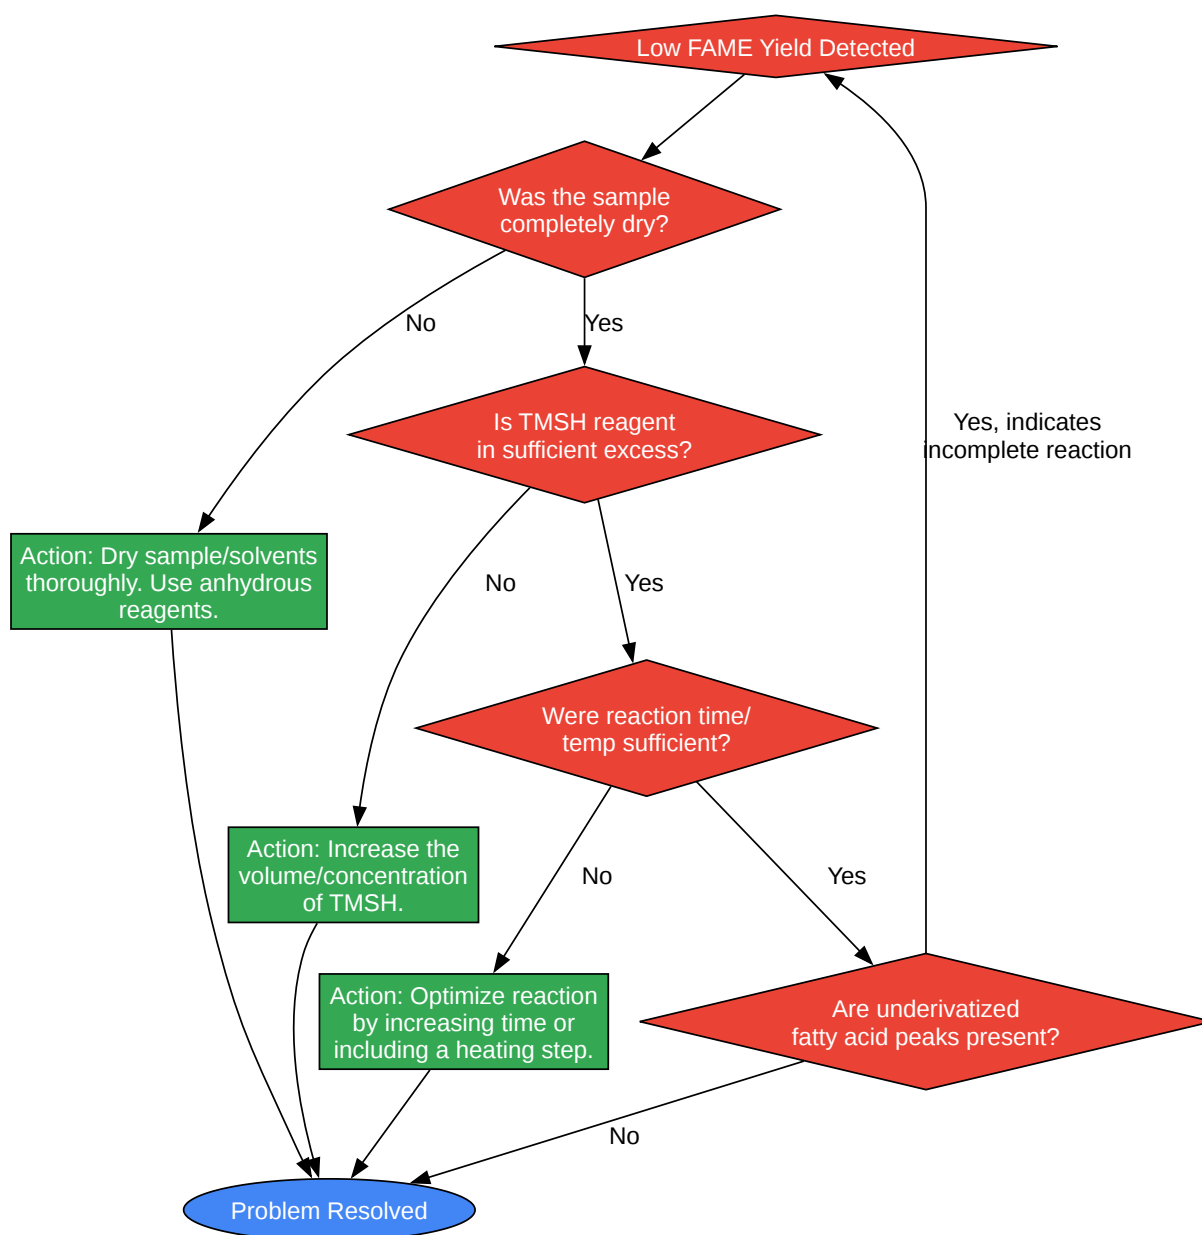 Low FAME Yield Detected
Was the sample
completely dry?
No
Yes
Is TMSH reagent
in sufficient excess?
Yes, indicates
incomplete reaction
Action: Dry sample/solvents
thoroughly. Use anhydrous
reagents.
No
Yes
Were reaction time/
temp sufficient?
Action: Increase the
volume/concentration
of TMSH.
No
Yes
Action: Optimize reaction
by increasing time or
including a heating step.
Are underivatized
fatty acid peaks present?
No
Problem Resolved